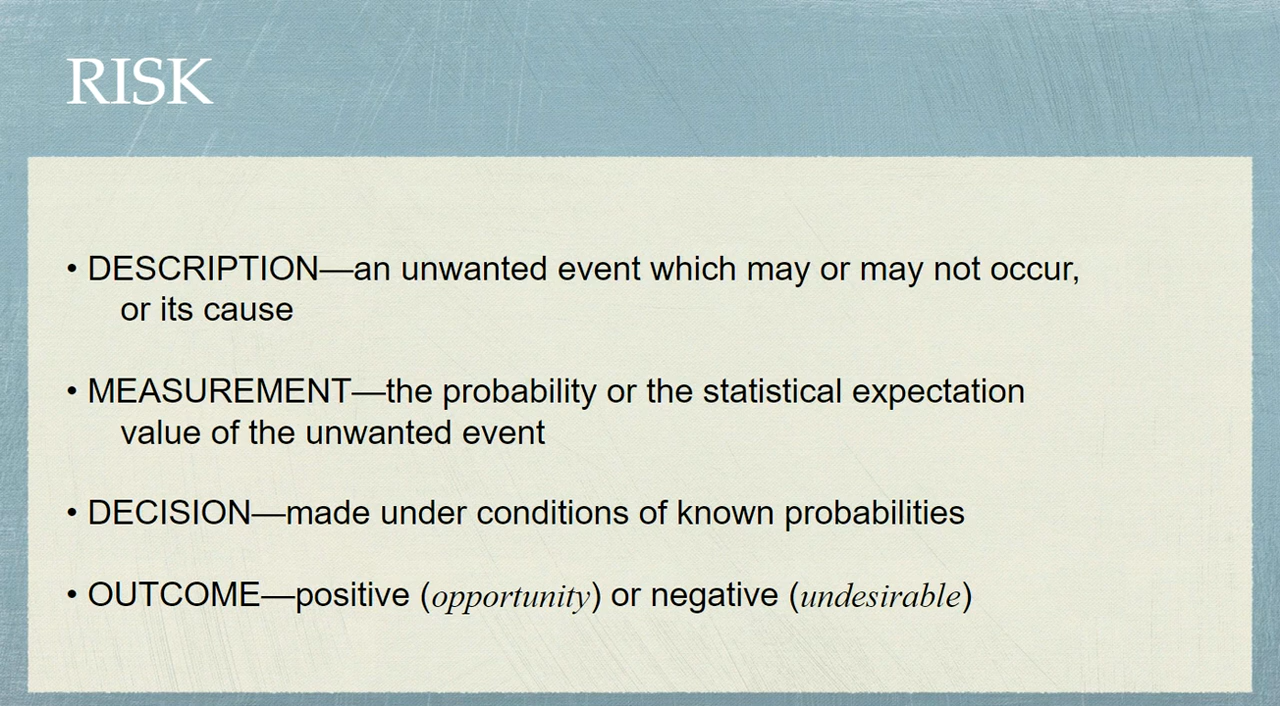 RISK
• DESCRIPTION—an unwanted event which may or may not occur,
or its cause
• MEASUREMENT—the probability or the statistical expectation
value of the unwanted event
• DECISION—made under conditions of known probabilities
• OUTCOME—positive (opportunity) or negative (undesirable)